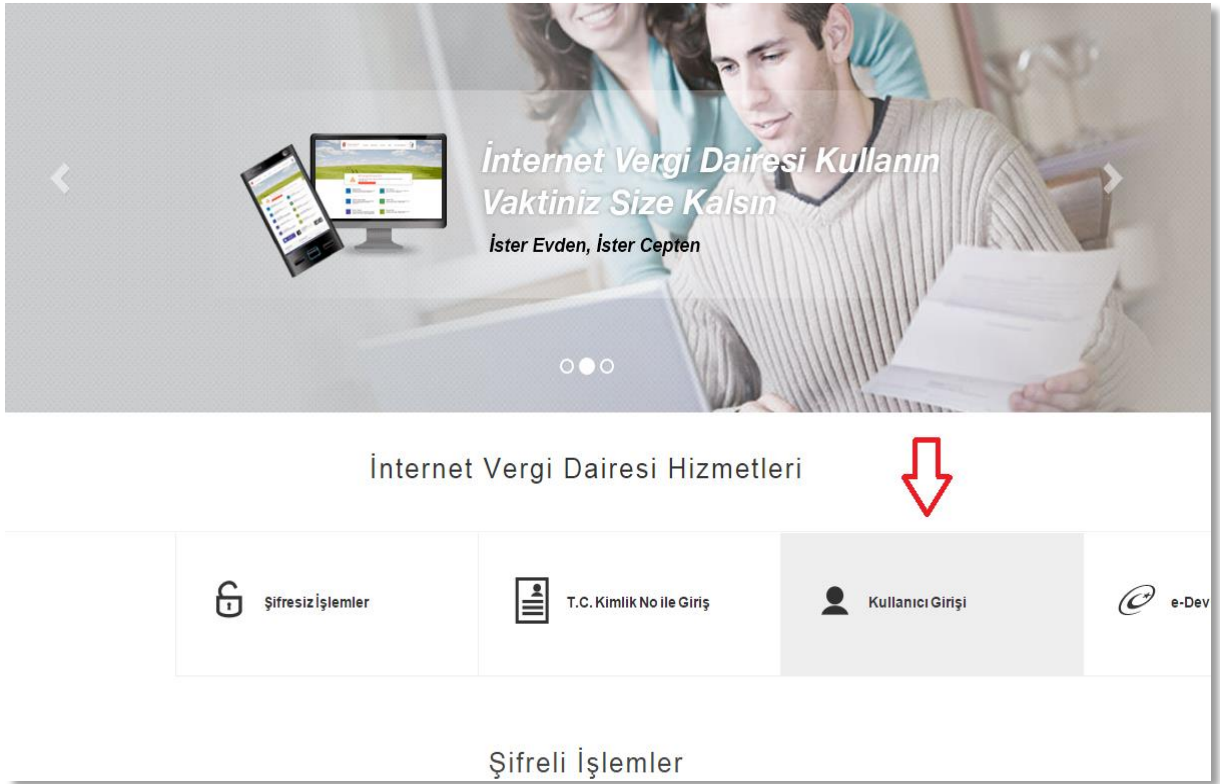 İnternet Vergi Dairesi Kullanın
Vaktiniz Size Kalsın
İster Evden, İster Cepten
İnternet Vergi Dairesi Hizmetleri
Şifresiz İşlemler
T.C. Kimlik No ile Giriş
Kullanıcı Girişi
e-Dev
Şifreli İşlemler